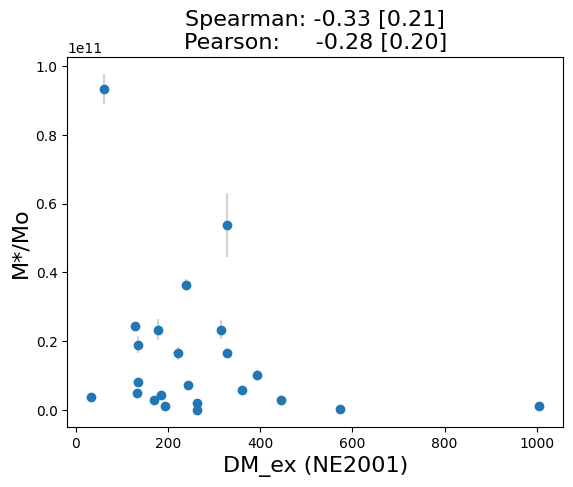 Spearman: -0.33 [0.21]
Pearson: -0.28 [0.20]
1e11
1.0
0.8
0.6
0.4
0.2
0.0
M*/Mo
0 200 400 600 800 1000
DM_ex (NE2001)